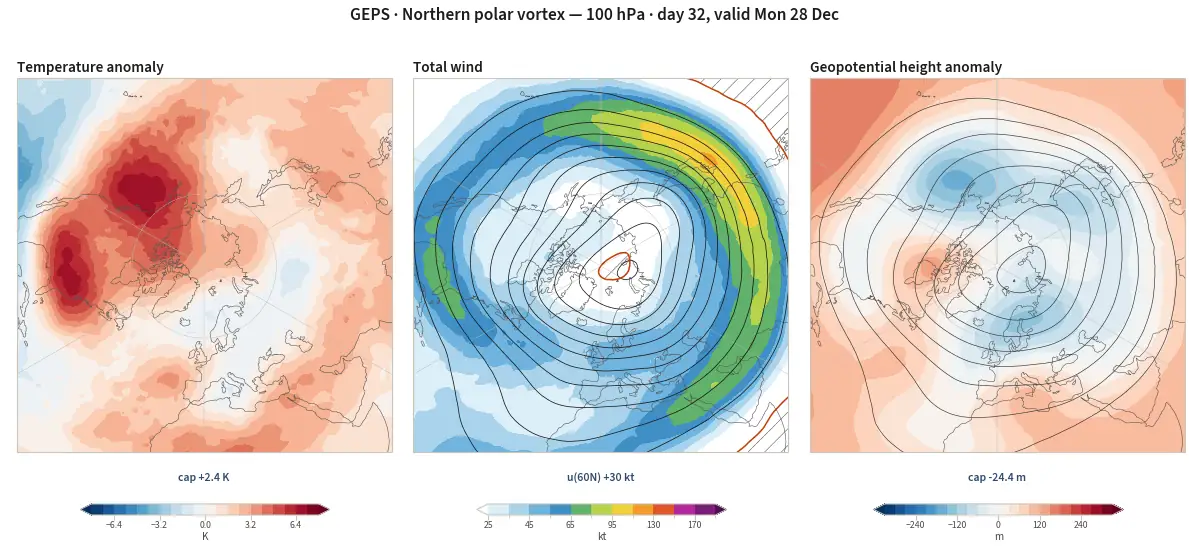 GEPS · Northern polar vortex — 100 hPa · day 32, valid Mon 28 Dec
Temperature anomaly
Total wind
Geopotential height anomaly
cap +2.4 K
u(60N) +30 kt
cap -24.4 m
−6.4 −3.2 0.0 3.2 6.4
K
25 45 65 95 130 170
kt
−240 −120 0 120 240
m